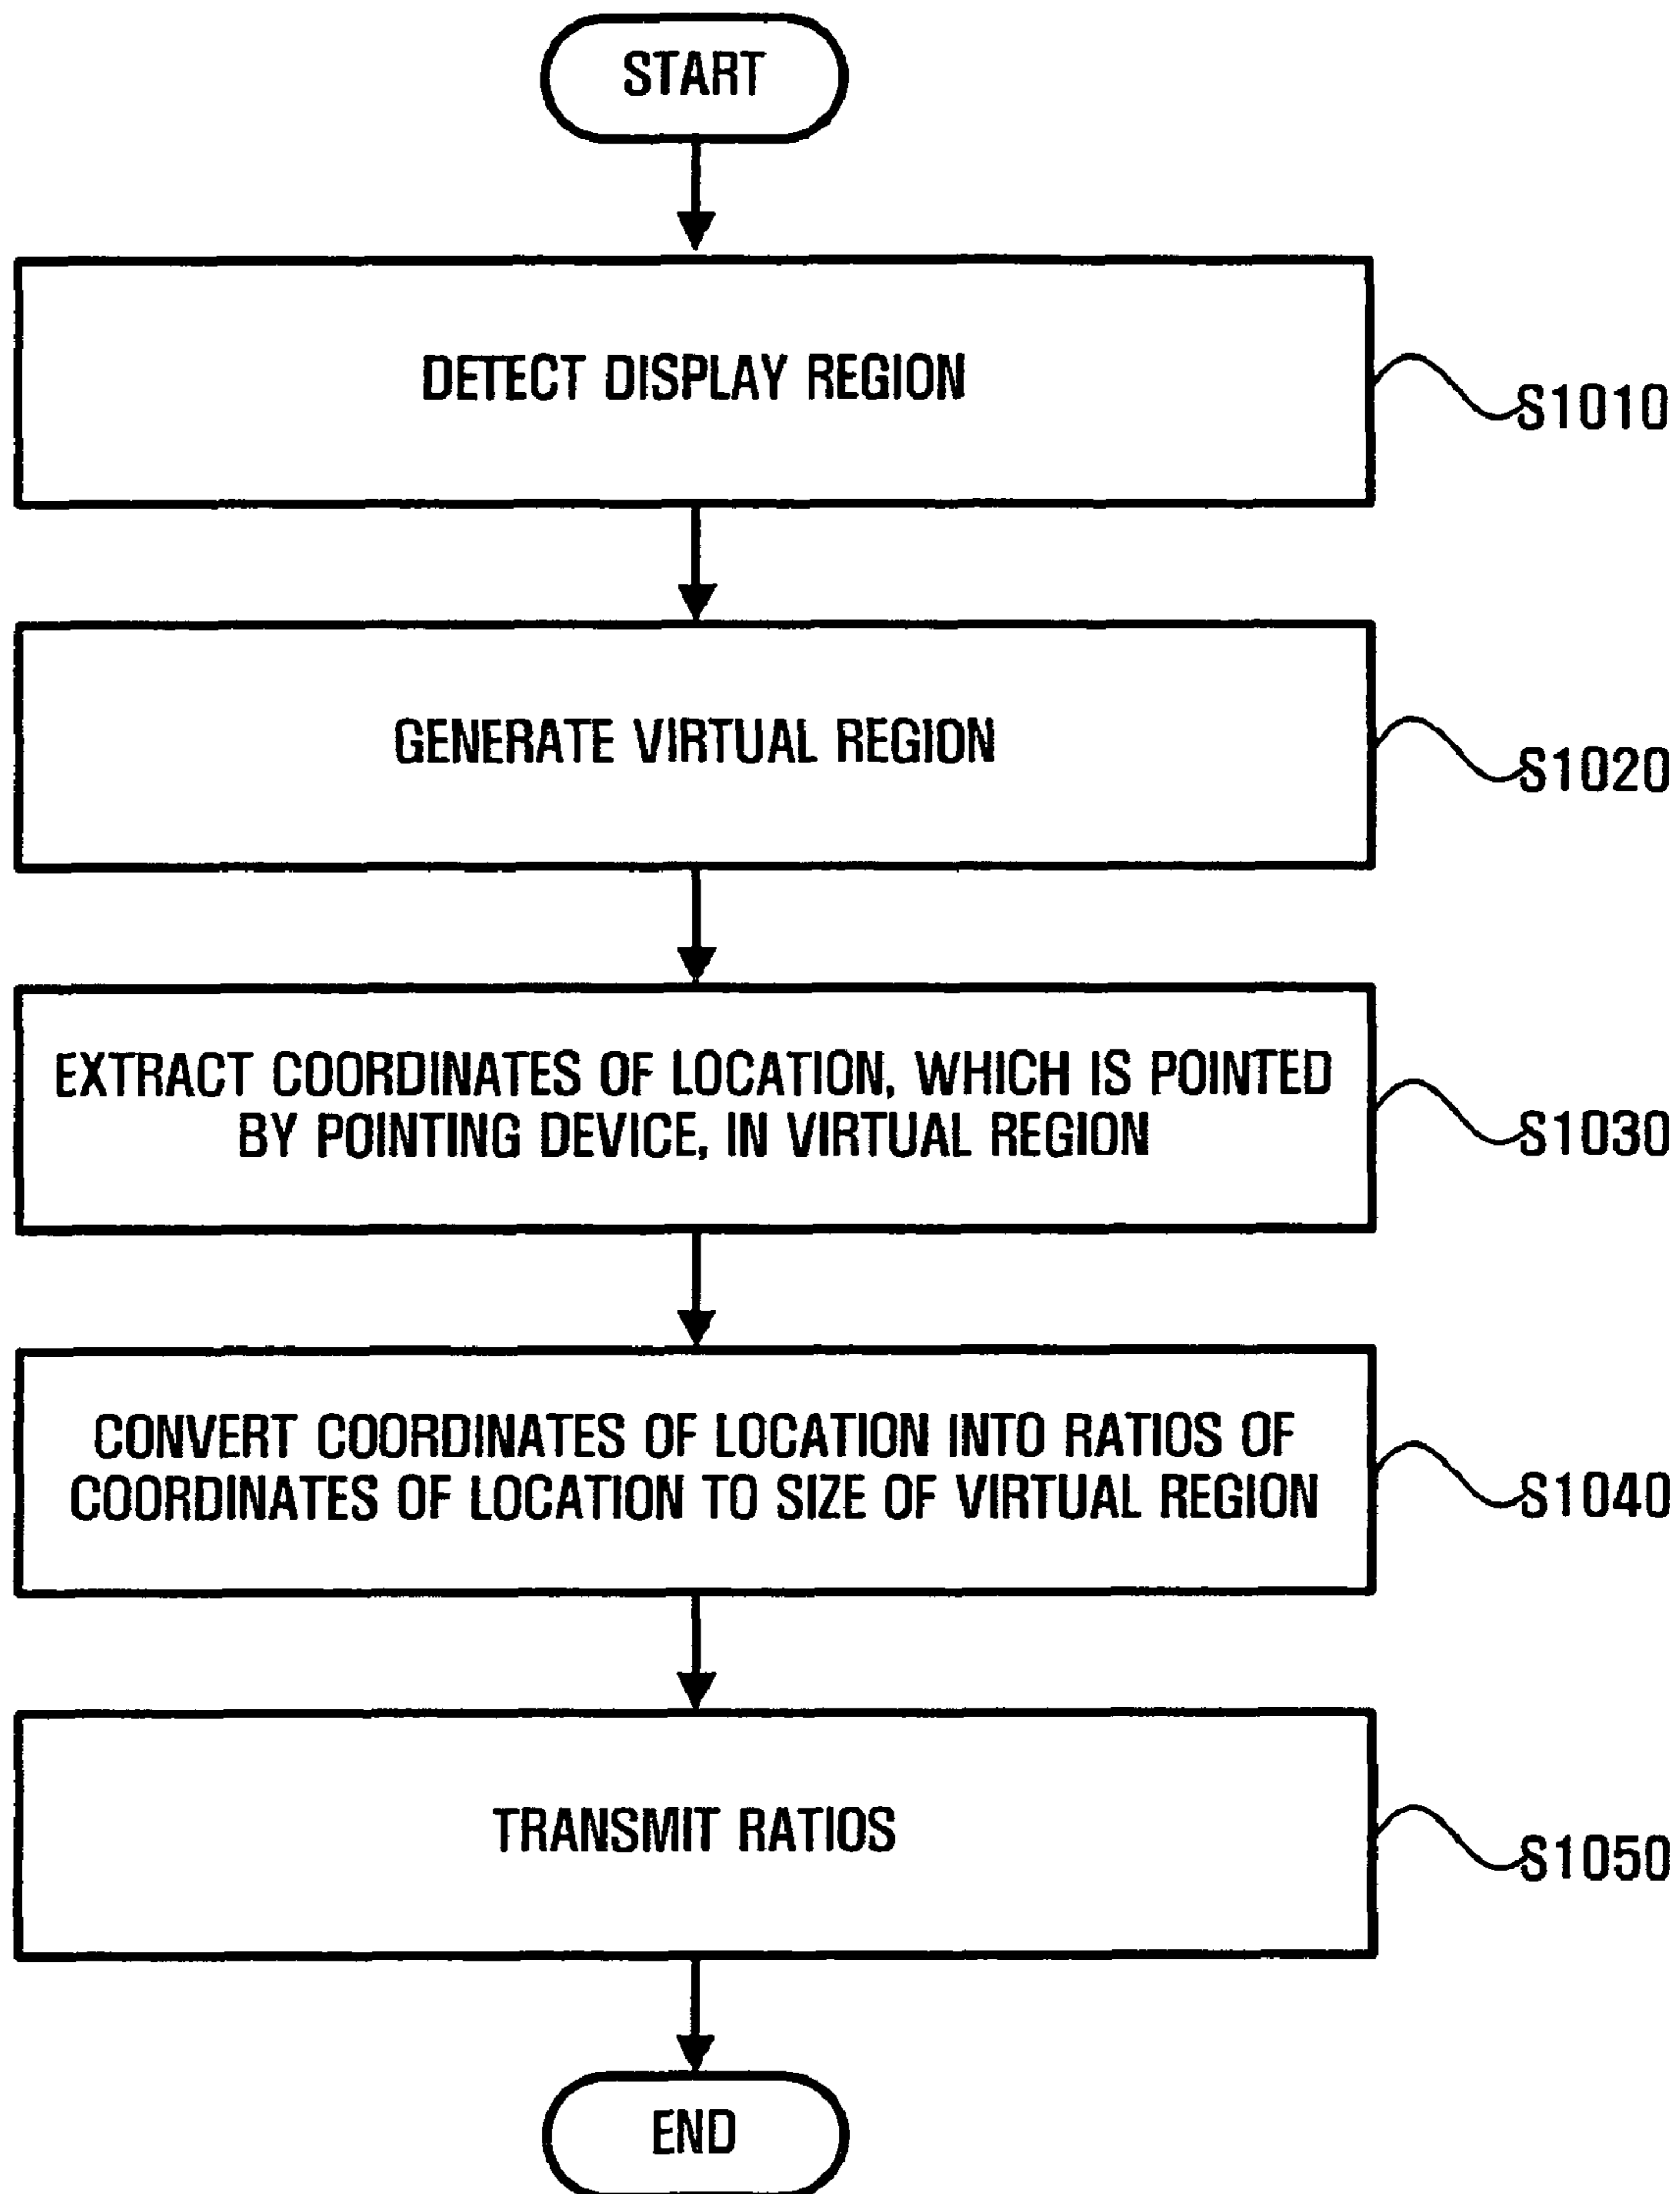 START
DETECT DISPLAY REGION
S1010
GENERATE VIRTUAL REGION
S1020
EXTRACT COORDINATES OF LOCATION, WHICH IS POINTED
BY POINTING DEVICE, IN VIRTUAL REGION
S1030
CONVERT COORDINATES OF LOCATION INTO RATIOS OF
COORDINATES OF LOCATION TO SIZE OF VIRTUAL REGION
S1040
TRANSMIT RATIOS
S1050
END